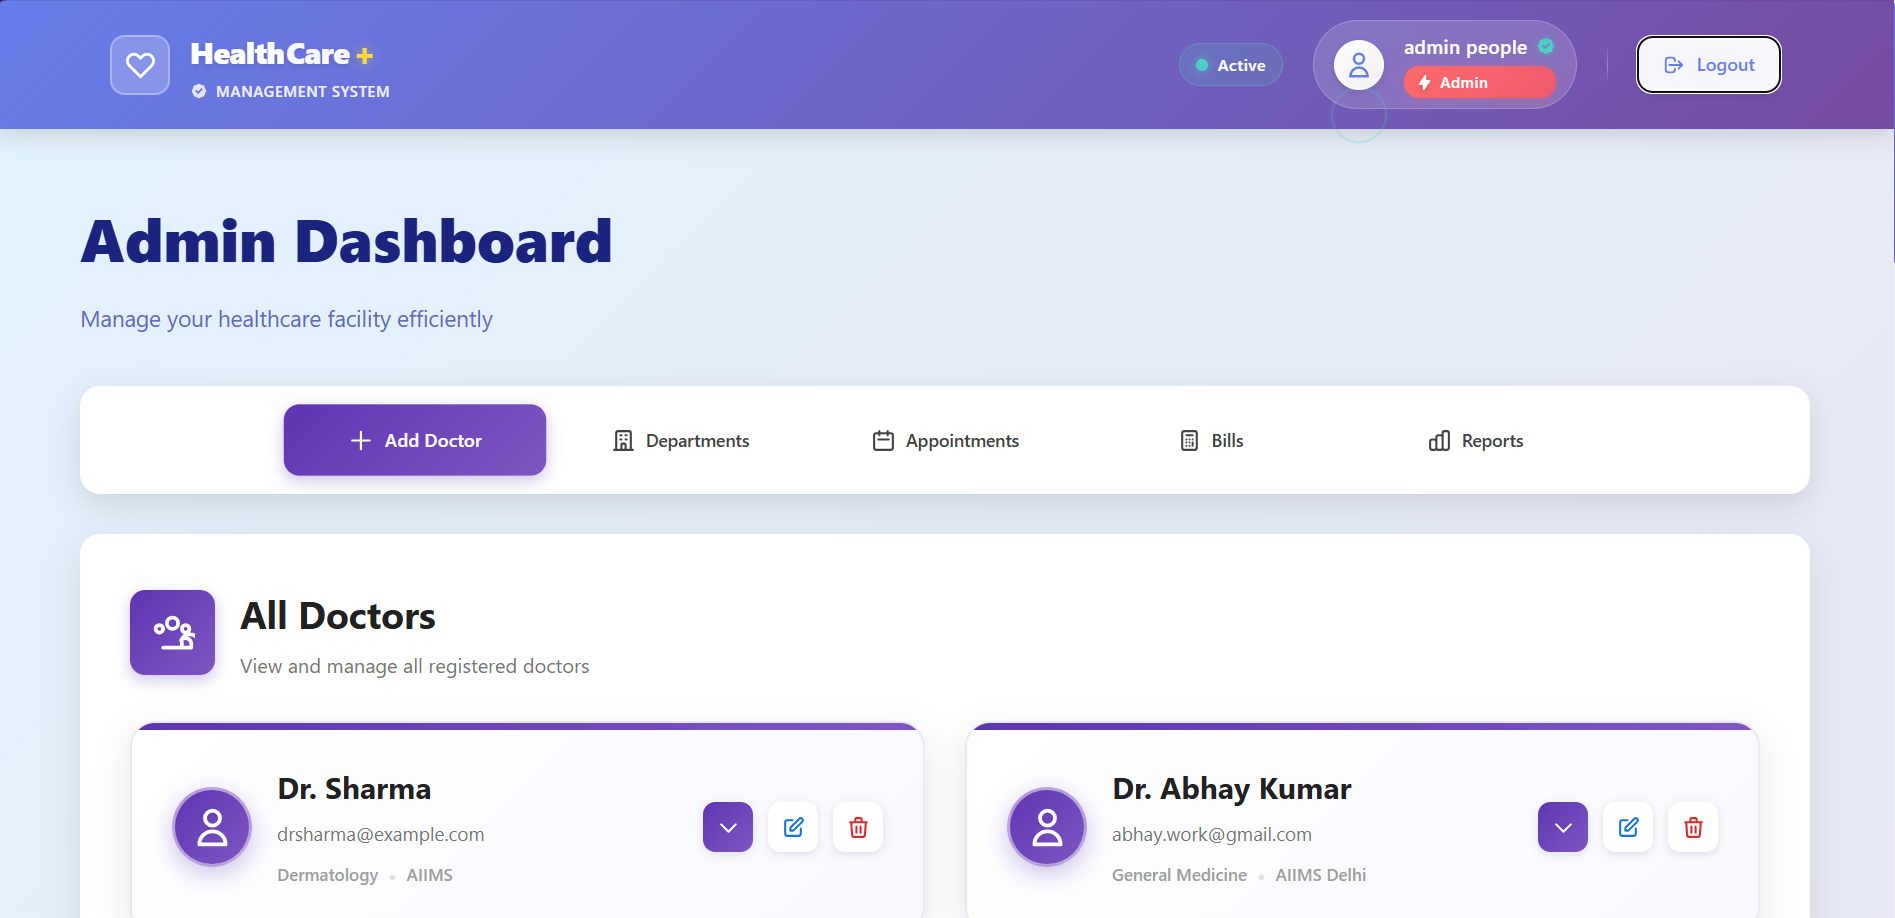 HealthCare +
MANAGEMENT SYSTEM
Active
admin people
Admin
Logout
Admin Dashboard
Manage your healthcare facility efficiently
Add Doctor
Departments
Appointments
Bills
Reports
All Doctors
View and manage all registered doctors
Dr. Sharma
drsharma@example.com
Dermatology • AIIMS
Dr. Abhay Kumar
abhay.work@gmail.com
General Medicine • AIIMS Delhi